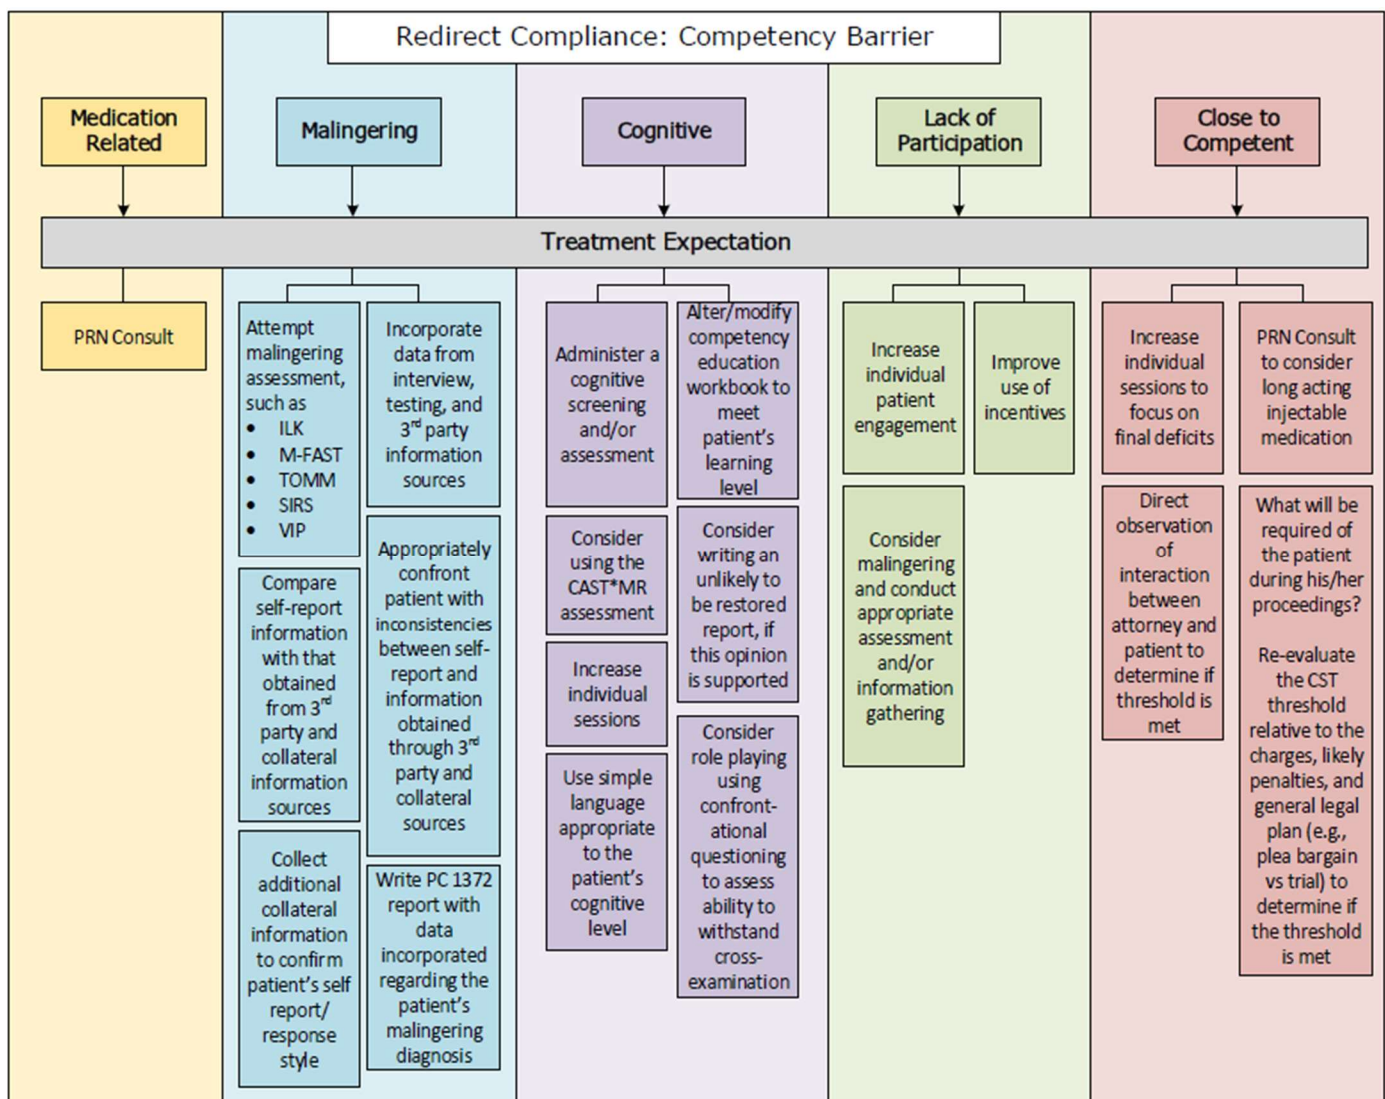 Redirect Compliance: Competency Barrier
Medication
Related
Malingering
Cognitive
Lack of
Participation
Close to
Competent
Treatment Expectation
PRN Consult
Attempt
malingering
assessment,
such as
• ILK
• M-FAST
• TOMM
• SIRS
• VIP
Compare
self-report
information
with that
obtained
from 3rd
party and
collateral
information
sources
Collect
additional
collateral
information
to confirm
patient's self
report/
response
style
Incorporate
data from
interview,
testing, and
3rd party
information
sources
Appropriately
confront
patient with
inconsistencies
between self-
report and
information
obtained
through 3rd
party and
collateral
sources
Write PC 1372
report with
data
incorporated
regarding the
patient's
malingering
diagnosis
Administer a
cognitive
screening
and/or
assessment
Consider
using the
CAST*MR
assessment
Increase
individual
sessions
Use simple
language
appropriate
to the
patient's
cognitive
level
Alter/modify
competency
education
workbook to
meet
patient's
learning
level
Consider
writing an
unlikely to
be restored
report, if
this opinion
is supported
Consider
role playing
using
confront-
ational
questioning
to assess
ability to
withstand
cross-
examination
Increase
individual
patient
engagement
Consider
malingering
and conduct
appropriate
assessment
and/or
information
gathering
Improve
use of
incentives
Increase
individual
sessions to
focus on
final deficits
Direct
observation
of
interaction
between
attorney and
patient to
determine if
threshold is
met
PRN Consult
to consider
long acting
injectable
medication
What will be
required of
the patient
during his/her
proceedings?
Re-evaluate
the CST
threshold
relative to the
charges, likely
penalties, and
general legal
plan (e.g.,
plea bargain
vs trial) to
determine if
the threshold
is met